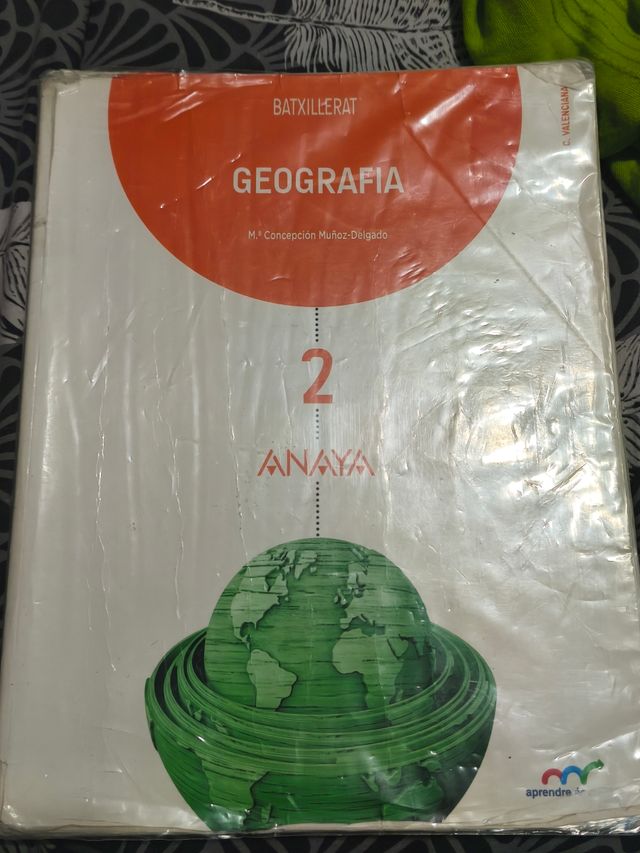 BATXILLERAT
C. VALENCIANA
GEOGRAFIA
M.ª Concepción Muñoz-Delgado
2
ANAYA
aprendre